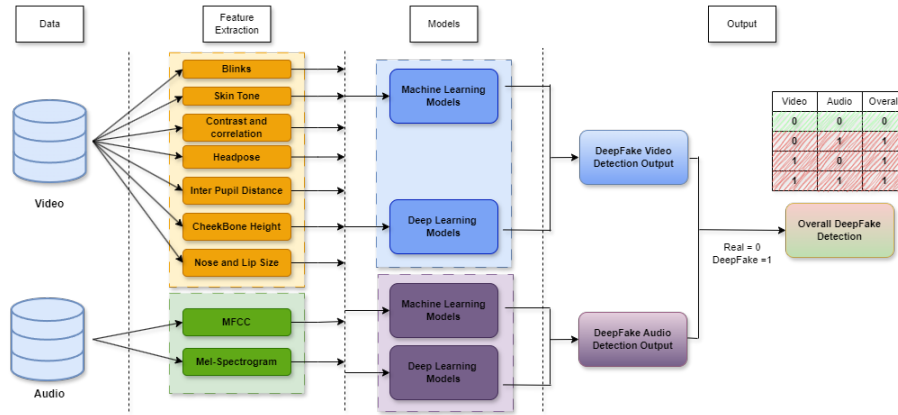 Data
Feature
Extraction
Models
Output
Blinks
Skin Tone
Contrast and
correlation
Headpose
Inter Pupil Distance
CheekBone Height
Nose and Lip Size
Video
MFCC
Mel-Spectrogram
Audio
Machine Learning
Models
Deep Learning
Models
Machine Learning
Models
Deep Learning
Models
DeepFake Video
Detection Output
DeepFake Audio
Detection Output
Real = 0
DeepFake =1
Video Audio Overall
0 0 0
0 1 1
1 0 1
1 1 1
Overall DeepFake
Detection